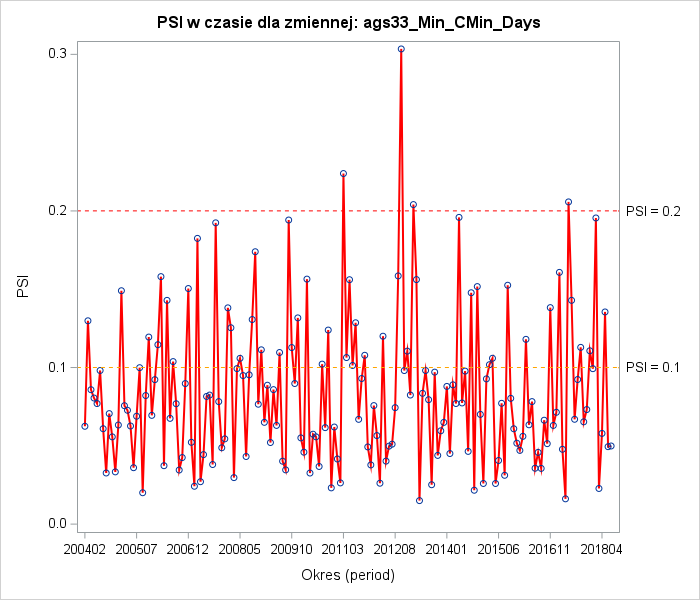 PSI w czasie dla zmiennej: ags33_Min_CMin_Days
0.3
0.2
PSI = 0.2
PSI
0.1
PSI = 0.1
0.0
200402 200507 200612 200805 200910 201103 201208 201401 201506 201611 201804
Okres (period)